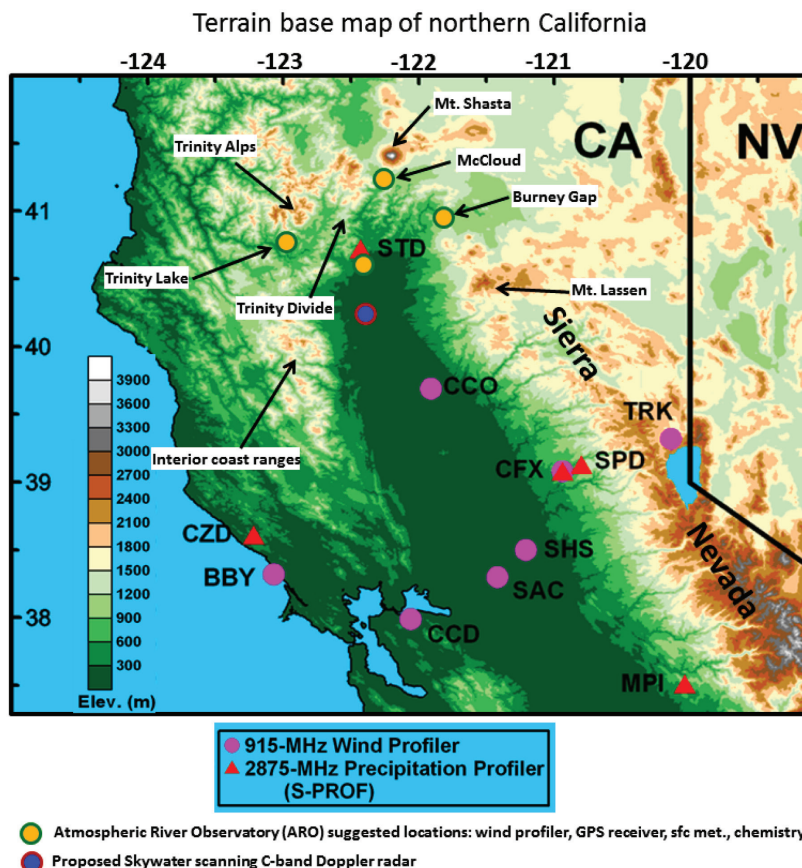 Terrain base map of northern California
-124 -123 -122 -121 -120
Mt. Shasta
CA NV
Trinity Alps
McCloud
Burney Gap
41
STD
Trinity Lake
Trinity Divide
Mt. Lassen
Sierra
40
3900
3600
3300
3000
2700
2400
2100
1800
1500
1200
900
600
300
Elev. (m)
CCO
TRK
Interior coast ranges
CFX SPD
39
CZD
SHS
Nevada
BBY
SAC
38
CCD
MPI
915-MHz Wind Profiler
2875-MHz Precipitation Profiler
(S-PROF)
Atmospheric River Observatory (ARO) suggested locations: wind profiler, GPS receiver, sfc met., chemistry
Proposed Skywater scanning C-band Doppler radar